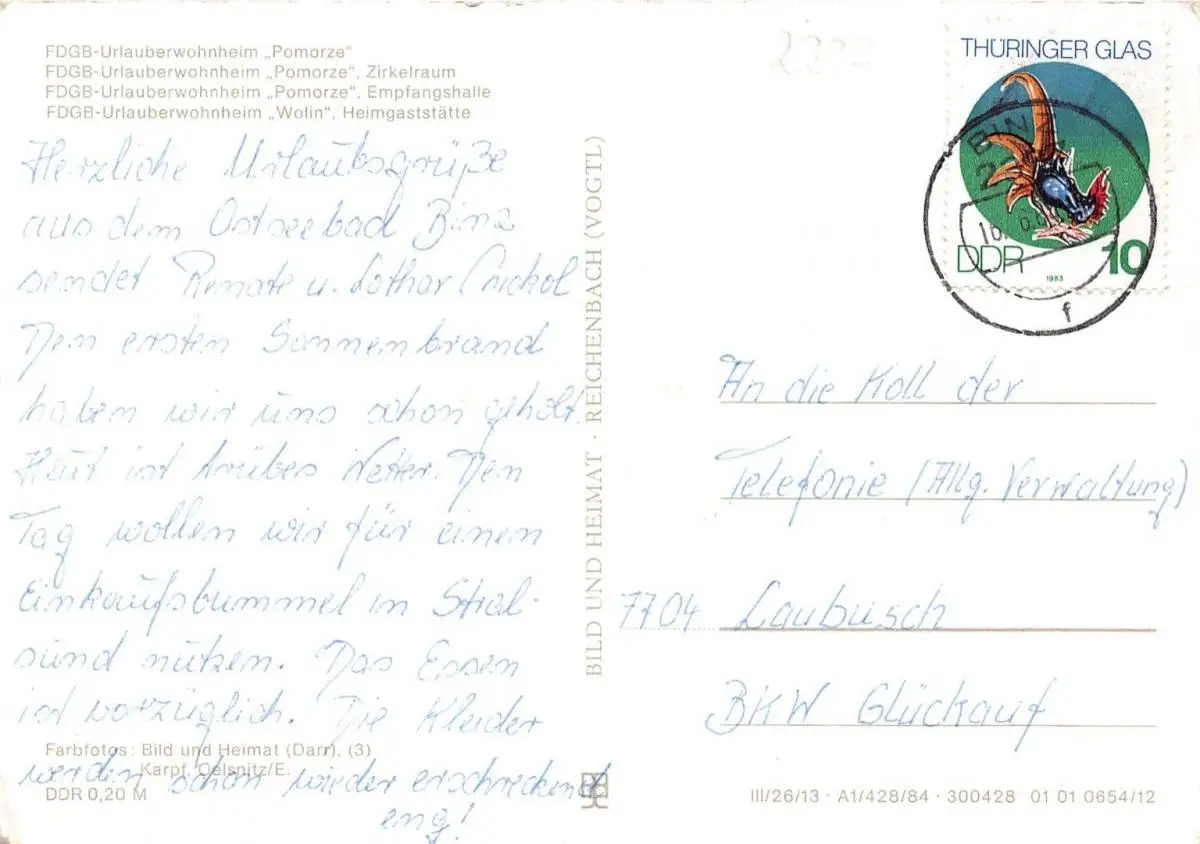 FDGB-Urlauberwohnheim „Pomorze“
FDGB-Urlauberwohnheim „Pomorze“, Zirkelraum
FDGB-Urlauberwohnheim „Pomorze“, Empfangshalle
FDGB-Urlauberwohnheim „Wolin“, Heimgaststätte
Herzliche Urlaubsgrüße
aus dem Ostseebad Binz
sendet Renate u. Lothar
Den ersten Sonnenbrand
haben wir uns schon geholt.
Heut ist trübes Wetter. Den
Tag wollen wir für einen
Einkaufsbummel in Stral-
sund nutzen. Das Essen
ist vorzüglich. Die Kleider
werden schon wieder erschreckend
eng!
Farbfotos: Bild und Heimat (Darr), (3)
Karpf, Oelsnitz/E.
DDR 0,20 M
BILD UND HEIMAT · REICHENBACH (VOGTL)
THÜRINGER GLAS
DDR
1983
10
BINZ
f
An die Koll der
Telefonie (Allg. Verwaltung)
7704 Laubusch
BKW Glückauf
III/26/13 · A1/428/84 · 300428 01 01 0654/12